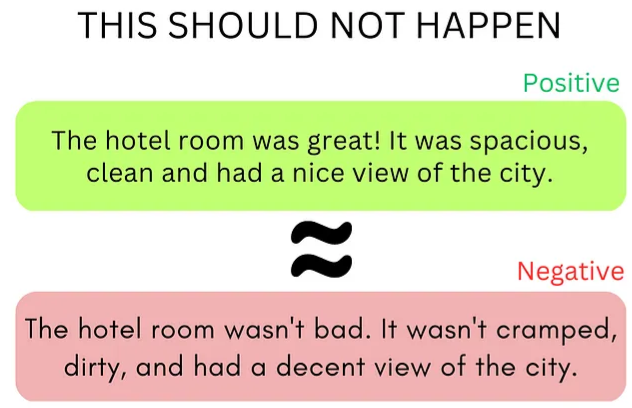 THIS SHOULD NOT HAPPEN
Positive
The hotel room was great! It was spacious,
clean and had a nice view of the city.
≈
Negative
The hotel room wasn't bad. It wasn't cramped,
dirty, and had a decent view of the city.